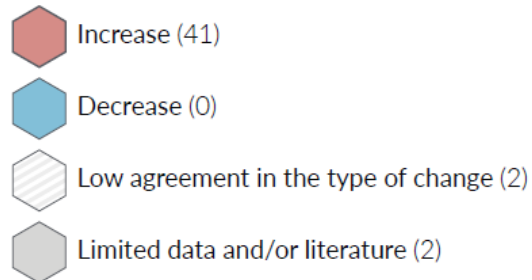 Increase (41)
Decrease (0)
Low agreement in the type of change (2)
Limited data and/or literature (2)